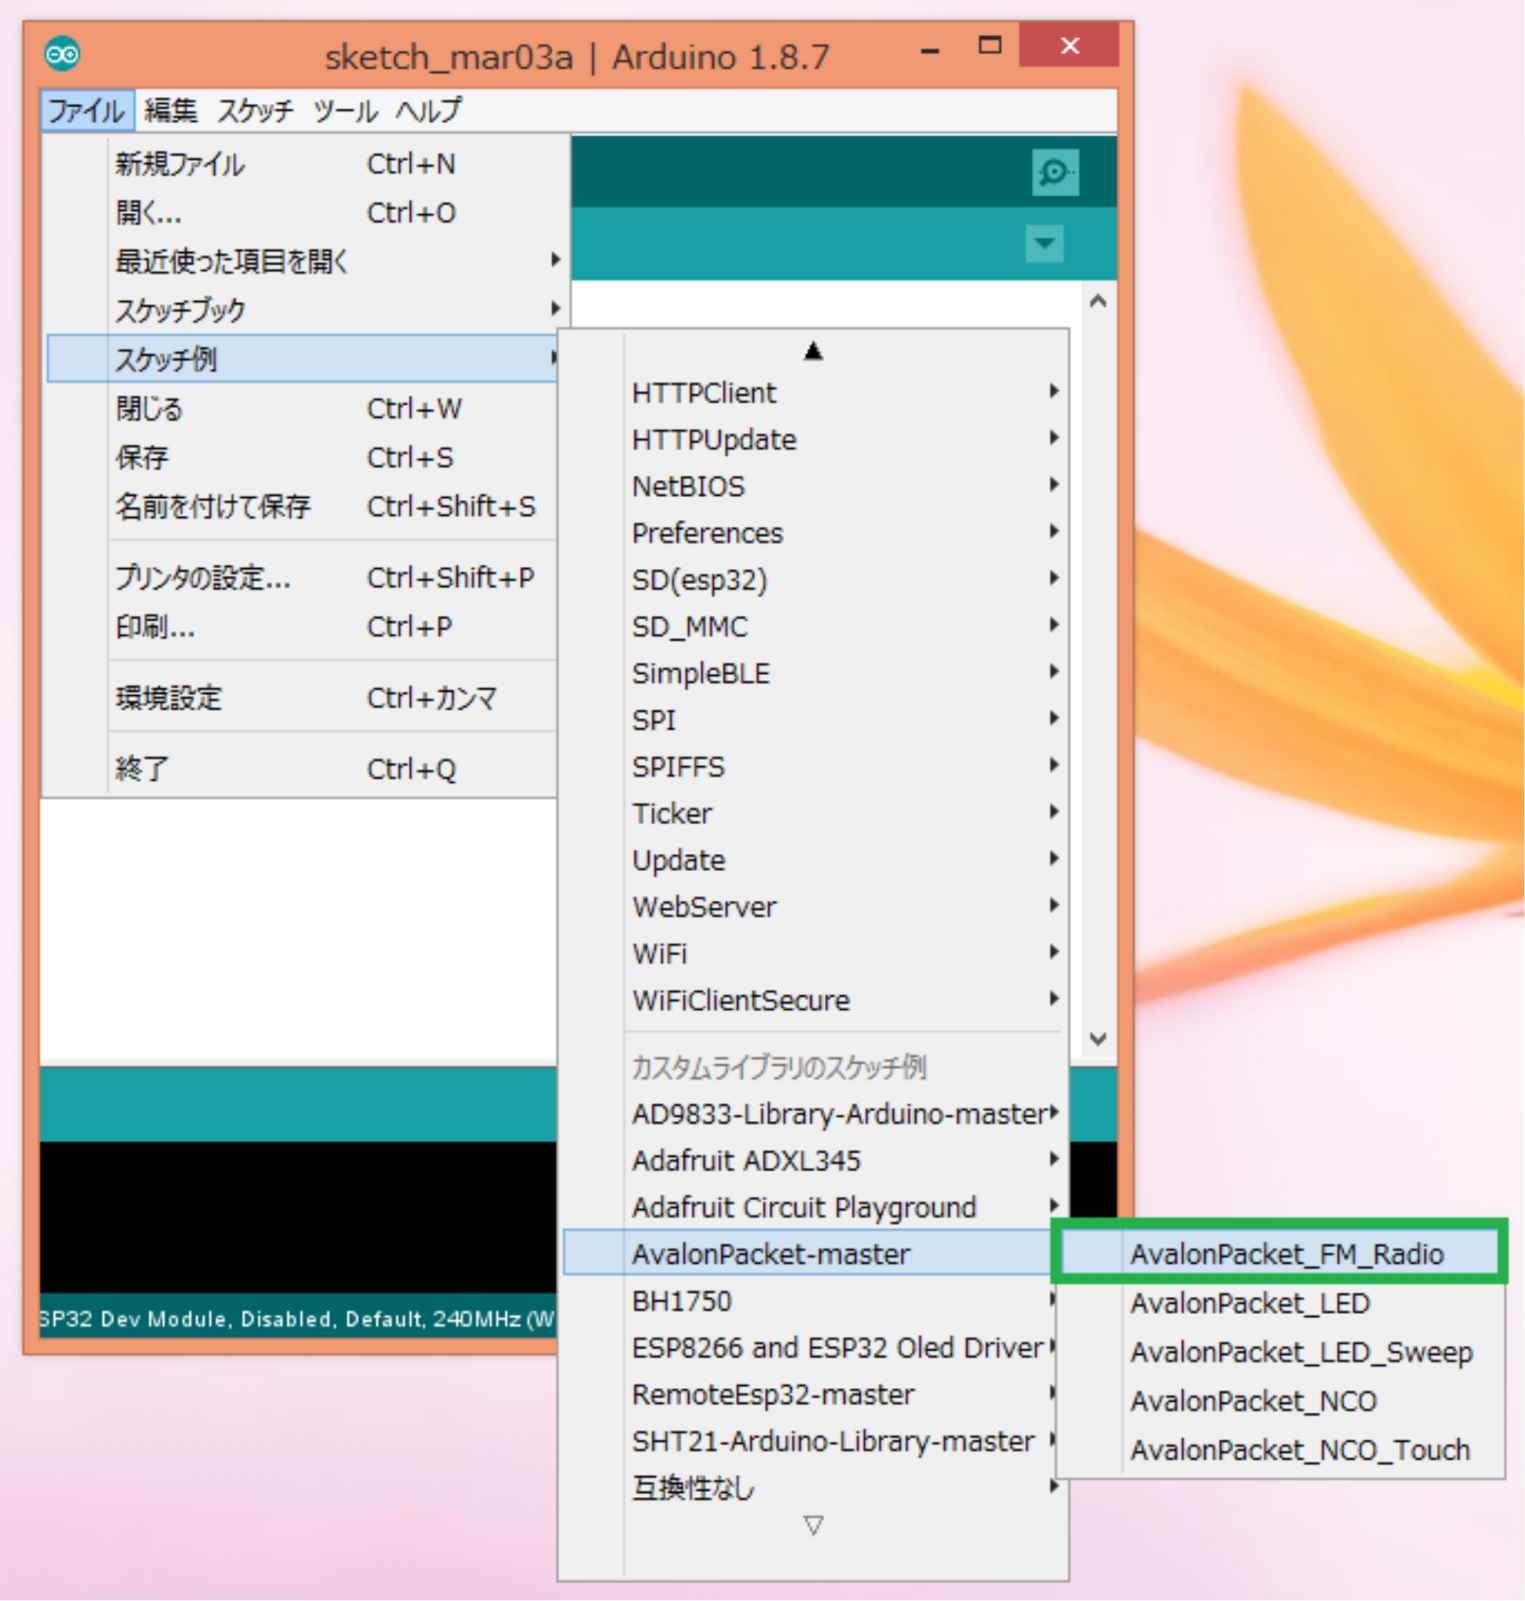 sketch_mar03a | Arduino 1.8.7
ファイル 編集 スケッチ ツール ヘルプ
新規ファイル Ctrl+N
開く... Ctrl+O
最近使った項目を開く
スケッチブック
スケッチ例
閉じる Ctrl+W
保存 Ctrl+S
名前を付けて保存 Ctrl+Shift+S
プリンタの設定... Ctrl+Shift+P
印刷... Ctrl+P
環境設定 Ctrl+カンマ
終了 Ctrl+Q
HTTPClient
HTTPUpdate
NetBIOS
Preferences
SD(esp32)
SD_MMC
SimpleBLE
SPI
SPIFFS
Ticker
Update
WebServer
WiFi
WiFiClientSecure
カスタムライブラリのスケッチ例
AD9833-Library-Arduino-master
Adafruit ADXL345
Adafruit Circuit Playground
AvalonPacket-master
BH1750
ESP8266 and ESP32 Oled Driver
RemoteEsp32-master
SHT21-Arduino-Library-master
互換性なし
AvalonPacket_FM_Radio
AvalonPacket_LED
AvalonPacket_LED_Sweep
AvalonPacket_NCO
AvalonPacket_NCO_Touch
SP32 Dev Module, Disabled, Default, 240MHz (W